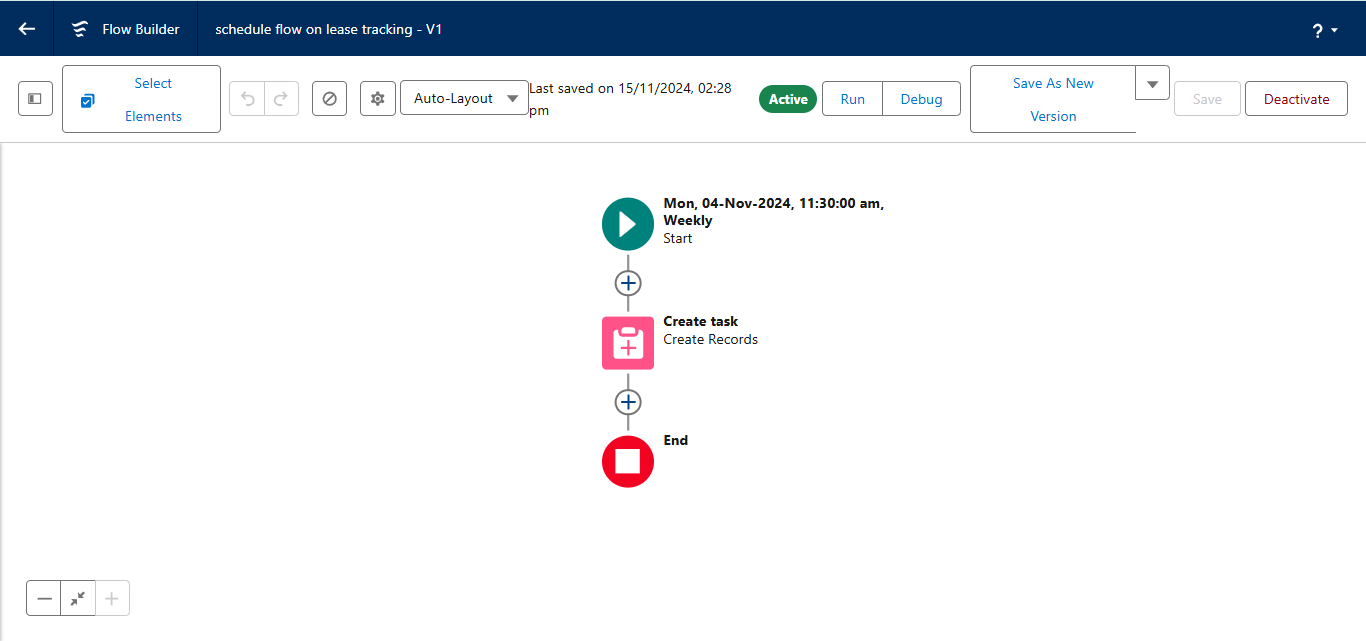 Flow Builder
schedule flow on lease tracking - V1
?
Select
Elements
Auto-Layout
Last saved on 15/11/2024, 02:28
pm
Active
Run
Debug
Save As New
Version
Save
Deactivate
Mon, 04-Nov-2024, 11:30:00 am,
Weekly
Start
Create task
Create Records
End